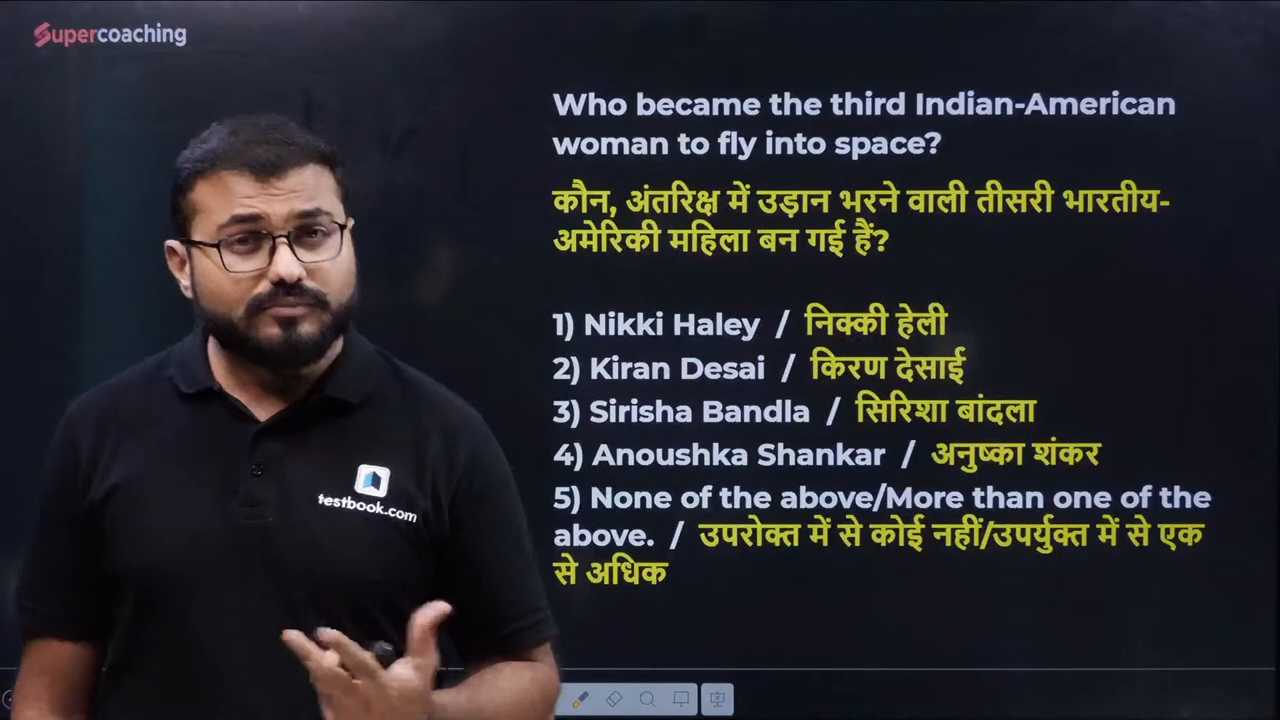 Supercoaching
Who became the third Indian-American
woman to fly into space?
कौन, अंतरिक्ष में उड़ान भरने वाली तीसरी भारतीय-
अमेरिकी महिला बन गई हैं?
1) Nikki Haley / निक्की हेली
2) Kiran Desai / किरण देसाई
3) Sirisha Bandla / सिरिशा बांदला
4) Anoushka Shankar / अनुष्का शंकर
5) None of the above/More than one of the
above. / उपरोक्त में से कोई नहीं/उपर्युक्त में से एक
से अधिक
testbook.com